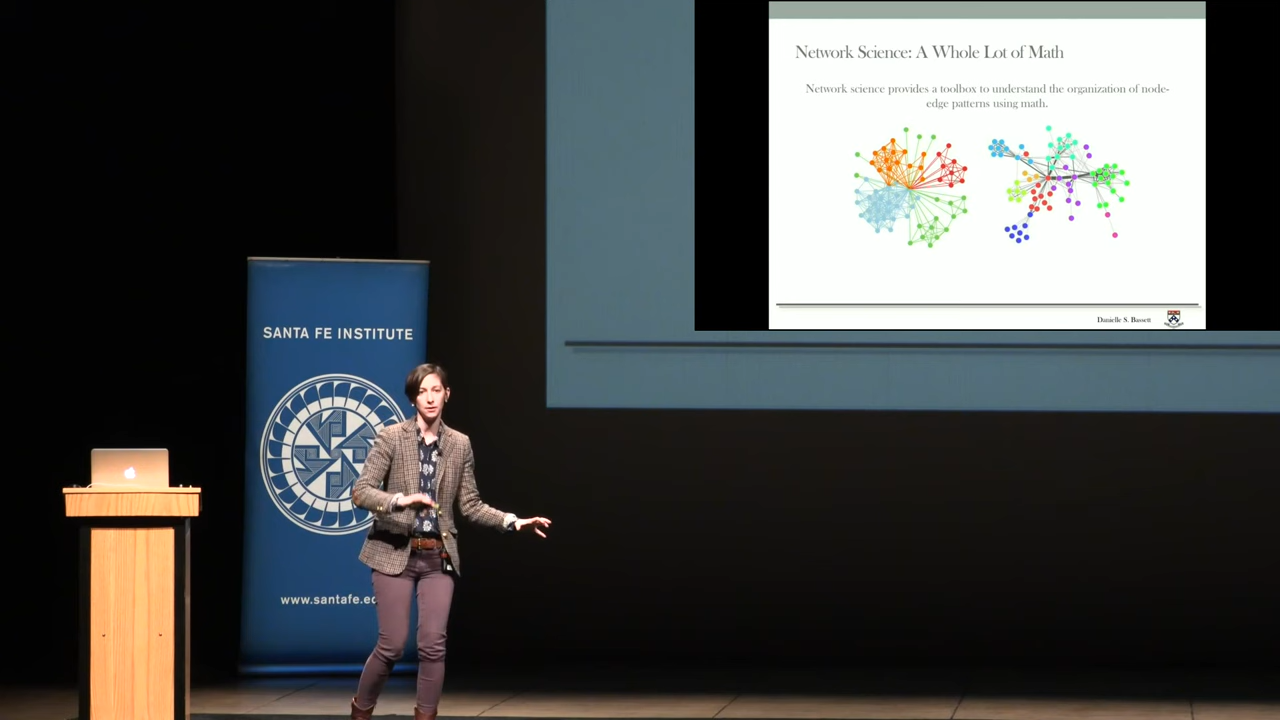 Network Science: A Whole Lot of Math
Network science provides a toolbox to understand the organization of node-
edge patterns using math.
Danielle S. Bassett
SANTA FE INSTITUTE
www.santafe.ed